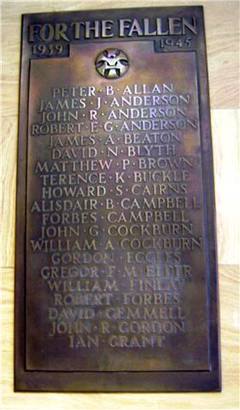 FOR THE FALLEN
1939 1945
PETER · B · ALLAN
JAMES · J · ANDERSON
JOHN · R · ANDERSON
ROBERT · E · G · ANDERSON
JAMES · A · BEATON
DAVID · N · BLYTH
MATTHEW · P · BROWN
TERENCE · K · BUCKLE
HOWARD · S · CAIRNS
ALISDAIR · B · CAMPBELL
FORBES · CAMPBELL
JOHN · G · COCKBURN
WILLIAM · A · COCKBURN
GORDON · ECCLES
GREGOR · F · M
WILLIAM · FINLAY
ROBERT · FORBES
DAVID · GEMMELL
JOHN · R · GORDON
IAN · GRANT